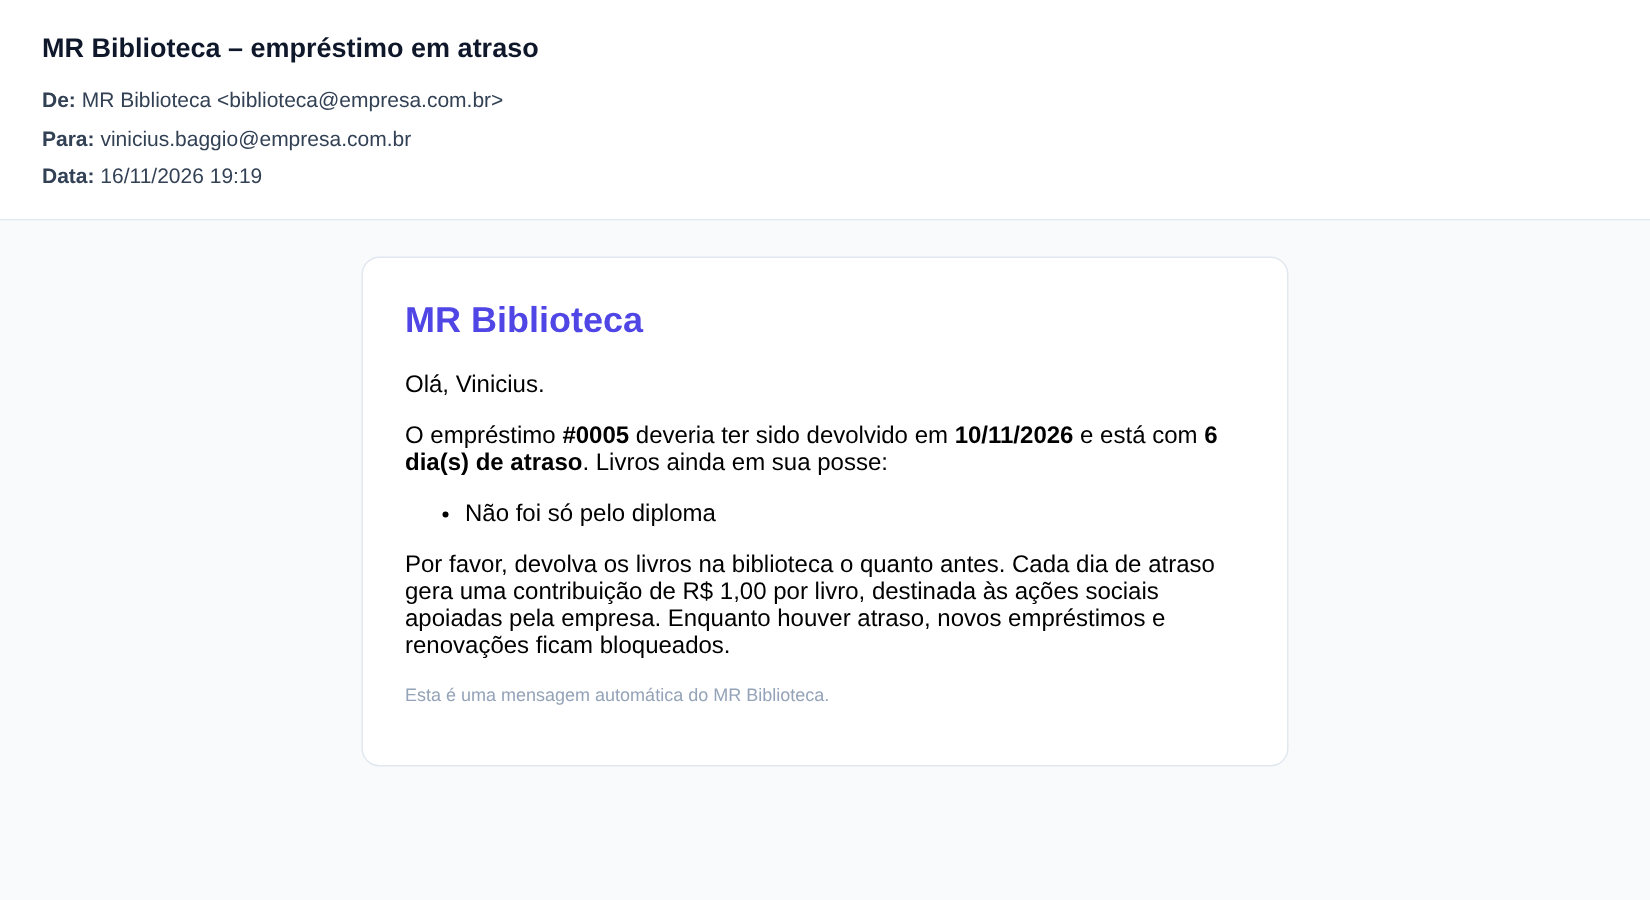 MR Biblioteca – empréstimo em atraso
De: MR Biblioteca <biblioteca@empresa.com.br>
Para: vinicius.baggio@empresa.com.br
Data: 16/11/2026 19:19
MR Biblioteca
Olá, Vinicius.
O empréstimo #0005 deveria ter sido devolvido em 10/11/2026 e está com 6
dia(s) de atraso. Livros ainda em sua posse:
• Não foi só pelo diploma
Por favor, devolva os livros na biblioteca o quanto antes. Cada dia de atraso
gera uma contribuição de R$ 1,00 por livro, destinada às ações sociais
apoiadas pela empresa. Enquanto houver atraso, novos empréstimos e
renovações ficam bloqueados.
Esta é uma mensagem automática do MR Biblioteca.